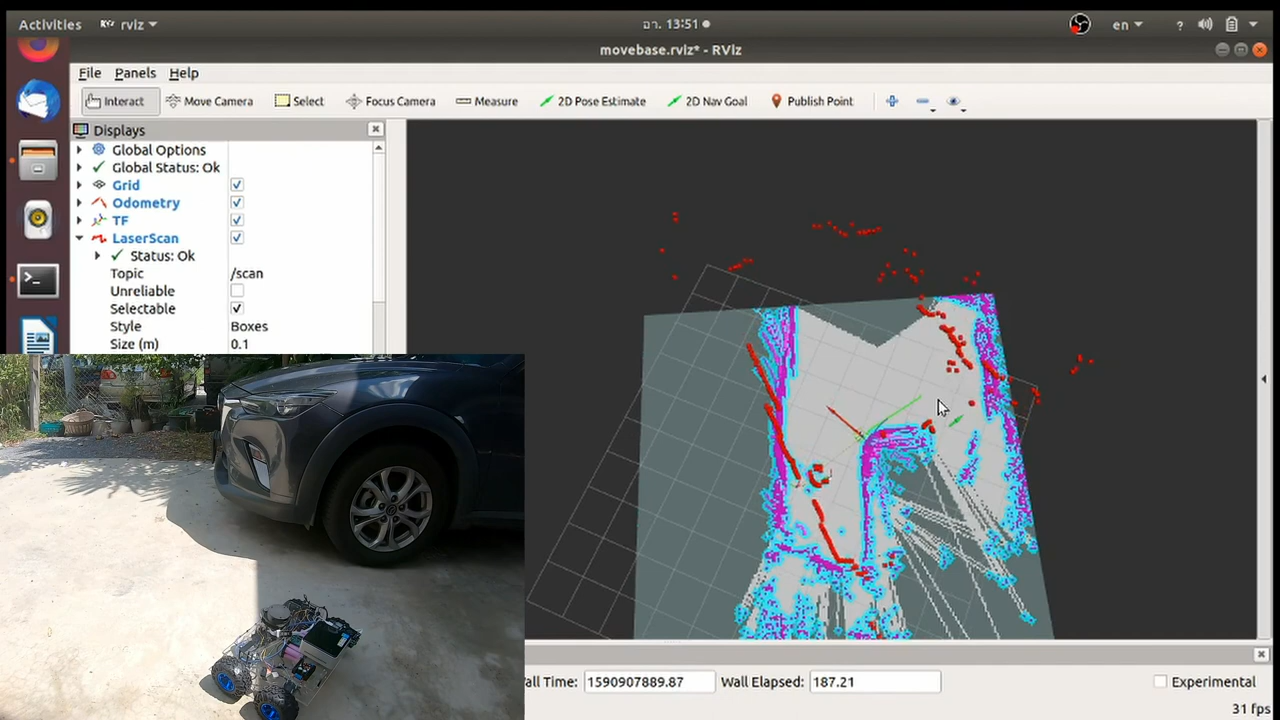 Activities rviz อา. 13:51 en
movebase.rviz* - RViz
File Panels Help
Interact Move Camera Select Focus Camera Measure 2D Pose Estimate 2D Nav Goal Publish Point
Displays
Global Options
Global Status: Ok
Grid
Odometry
TF
LaserScan
Status: Ok
Topic /scan
Unreliable
Selectable
Style Boxes
Size (m) 0.1
all Time: 1590907889.87 Wall Elapsed: 187.21 Experimental
31 fps